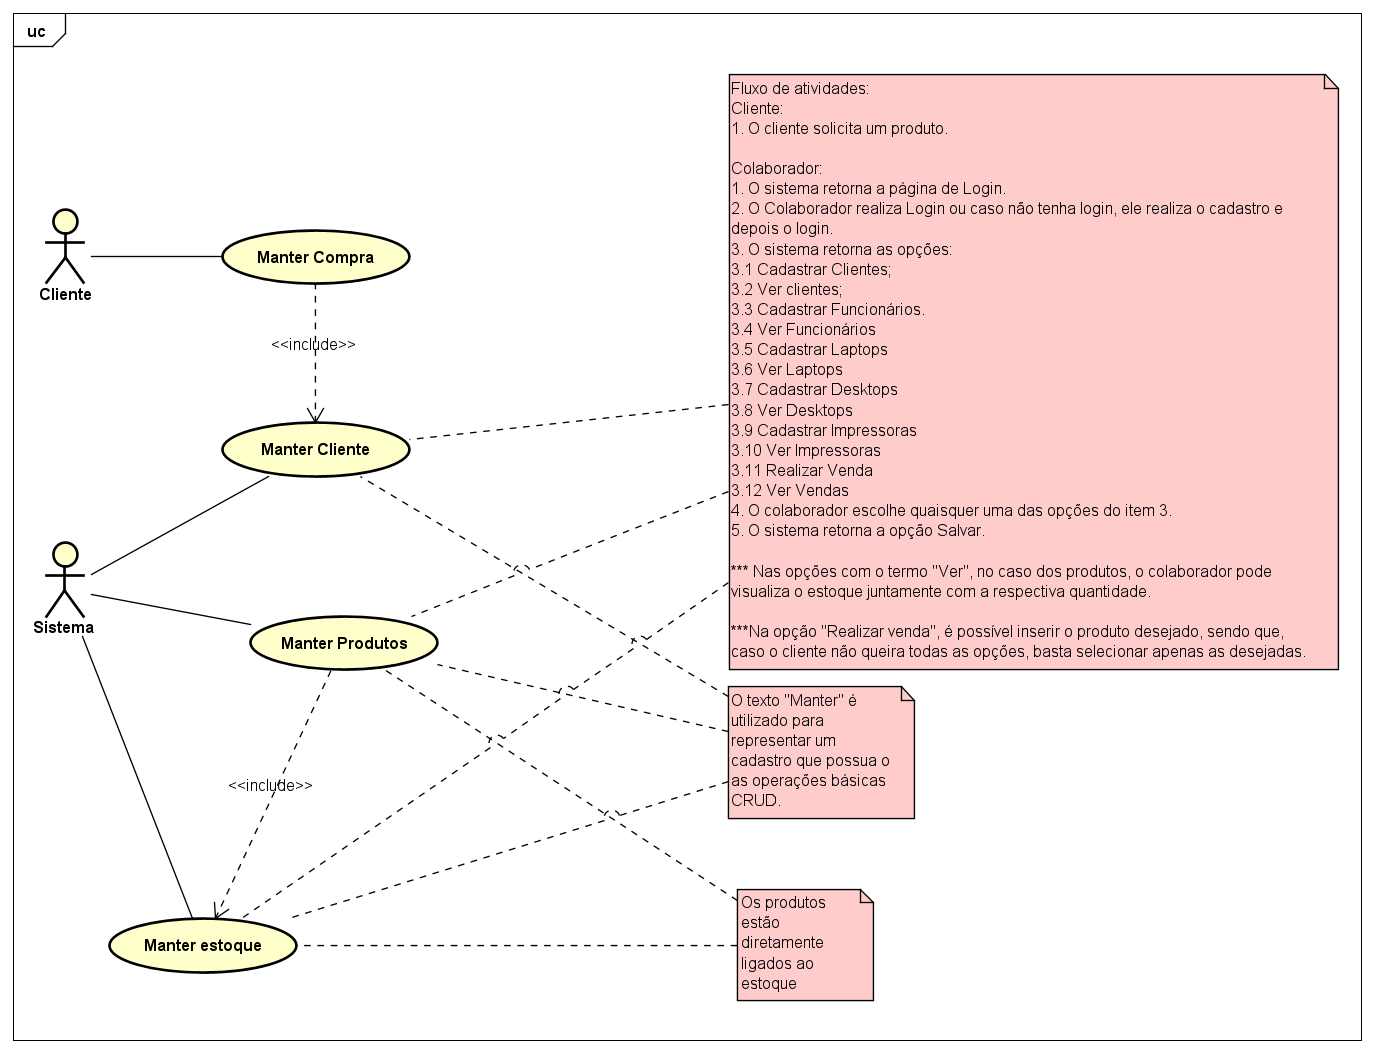 uc
Fluxo de atividades:
Cliente:
1. O cliente solicita um produto.
Colaborador:
1. O sistema retorna a página de Login.
2. O Colaborador realiza Login ou caso não tenha login, ele realiza o cadastro e
depois o login.
3. O sistema retorna as opções:
3.1 Cadastrar Clientes;
3.2 Ver clientes;
3.3 Cadastrar Funcionários.
3.4 Ver Funcionários
3.5 Cadastrar Laptops
3.6 Ver Laptops
3.7 Cadastrar Desktops
3.8 Ver Desktops
3.9 Cadastrar Impressoras
3.10 Ver Impressoras
3.11 Realizar Venda
3.12 Ver Vendas
4. O colaborador escolhe quaisquer uma das opções do item 3.
5. O sistema retorna a opção Salvar.
*** Nas opções com o termo "Ver", no caso dos produtos, o colaborador pode
visualiza o estoque juntamente com a respectiva quantidade.
***Na opção "Realizar venda", é possível inserir o produto desejado, sendo que,
caso o cliente não queira todas as opções, basta selecionar apenas as desejadas.
Cliente
Manter Compra
<<include>>
Manter Cliente
Sistema
Manter Produtos
<<include>>
Manter estoque
O texto "Manter" é
utilizado para
representar um
cadastro que possua o
as operações básicas
CRUD.
Os produtos
estão
diretamente
ligados ao
estoque